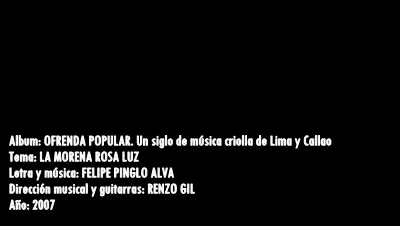 Album: OFRENDA POPULAR. Un siglo de música criolla de Lima y Callao
Tema: LA MORENA ROSA LUZ
Letra y música: FELIPE PINGLO ALVA
Dirección musical y guitarras: RENZO GIL
Año: 2007